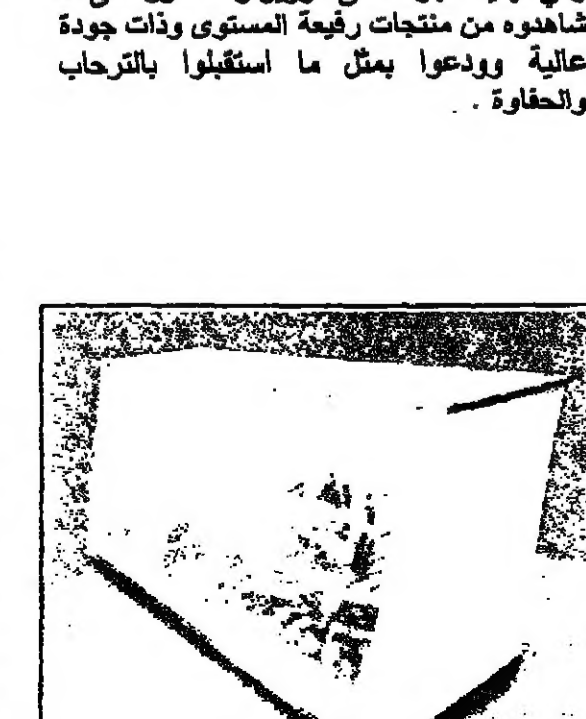 شاهدوه من منتجات رفيعة المستوى وذات جودة
عالية وودعوا بمثل ما استقبلوا بالترحاب
والحفاوة .